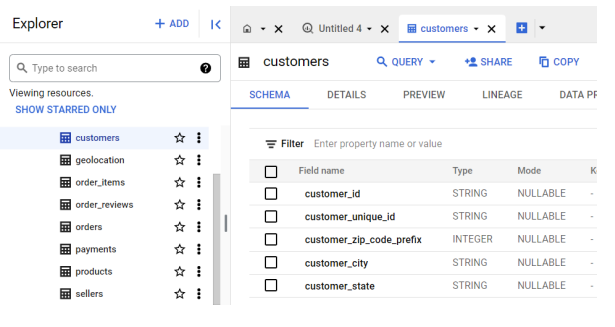 Explorer
+ ADD
Type to search
Viewing resources.
SHOW STARRED ONLY
customers
geolocation
order_items
order_reviews
orders
payments
products
sellers
Untitled 4
customers
customers
QUERY
SHARE
COPY
SCHEMA DETAILS PREVIEW LINEAGE DATA PR
Filter Enter property name or value
Field name Type Mode K
customer_id STRING NULLABLE -
customer_unique_id STRING NULLABLE -
customer_zip_code_prefix INTEGER NULLABLE -
customer_city STRING NULLABLE -
customer_state STRING NULLABLE -